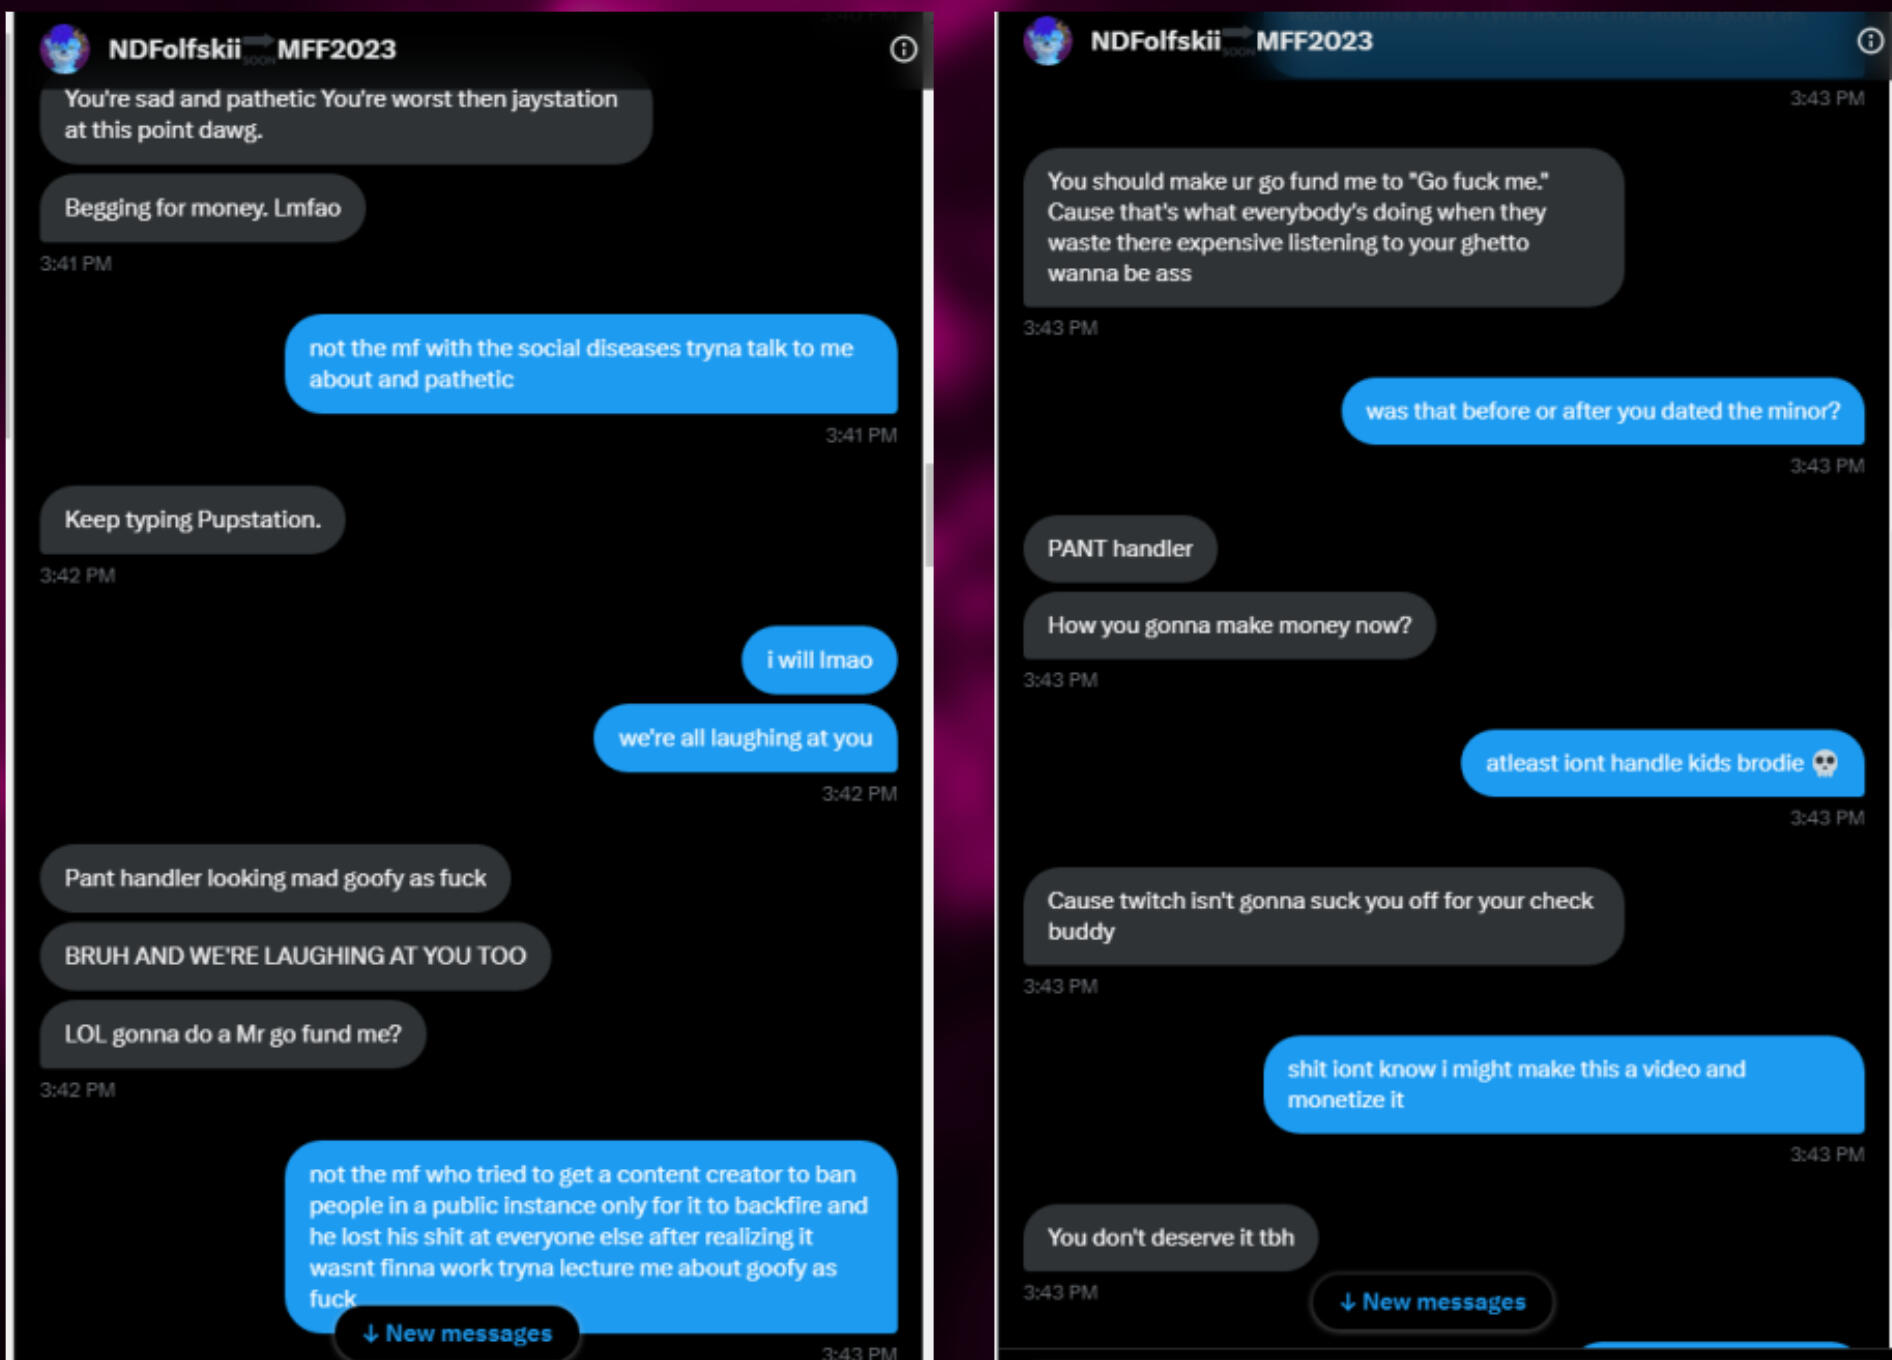 NDFolfskii SOON MFF2023
You're sad and pathetic You're worst then jaystation
at this point dawg.
Begging for money. Lmfao
3:41 PM
not the mf with the social diseases tryna talk to me
about and pathetic
3:41 PM
Keep typing Pupstation.
3:42 PM
i will lmao
we're all laughing at you
3:42 PM
Pant handler looking mad goofy as fuck
BRUH AND WE'RE LAUGHING AT YOU TOO
LOL gonna do a Mr go fund me?
3:42 PM
not the mf who tried to get a content creator to ban
people in a public instance only for it to backfire and
he lost his shit at everyone else after realizing it
wasnt finna work tryna lecture me about goofy as
fuck
↓ New messages
3:43 PM
NDFolfskii SOON MFF2023
3:43 PM
You should make ur go fund me to "Go fuck me."
Cause that's what everybody's doing when they
waste there expensive listening to your ghetto
wanna be ass
3:43 PM
was that before or after you dated the minor?
3:43 PM
PANT handler
How you gonna make money now?
3:43 PM
atleast iont handle kids brodie 💀
3:43 PM
Cause twitch isn't gonna suck you off for your check
buddy
3:43 PM
shit iont know i might make this a video and
monetize it
3:43 PM
You don't deserve it tbh
3:43 PM
↓ New messages